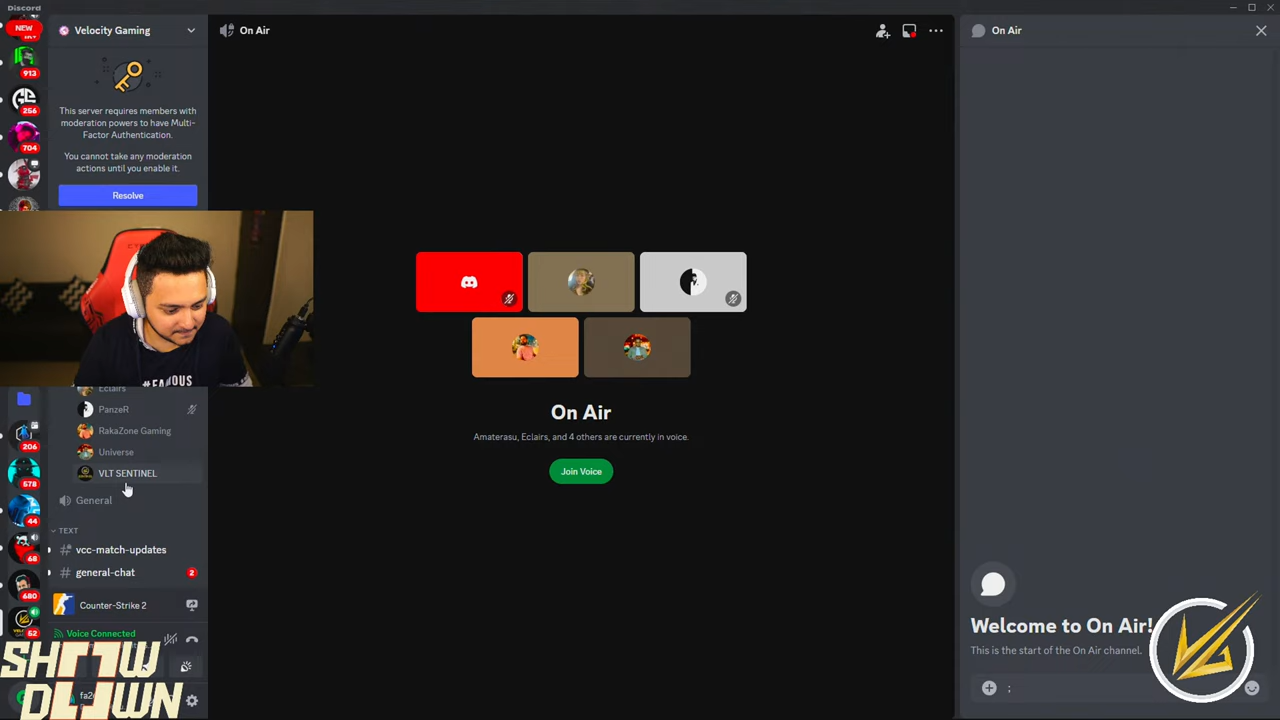 Discord
NEW
913
256
704
Velocity Gaming
This server requires members with
moderation powers to have Multi-
Factor Authentication.
You cannot take any moderation
actions until you enable it.
Resolve
#FAMOUS
Eclairs
PanzeR
RakaZone Gaming
Universe
VLT SENTINEL
General
TEXT
vcc-match-updates
general-chat
2
Counter-Strike 2
Voice Connected
206
578
44
68
680
52
SHOWDOWN
On Air
On Air
Amaterasu, Eclairs, and 4 others are currently in voice.
Join Voice
On Air
Welcome to On Air!
This is the start of the On Air channel.
;